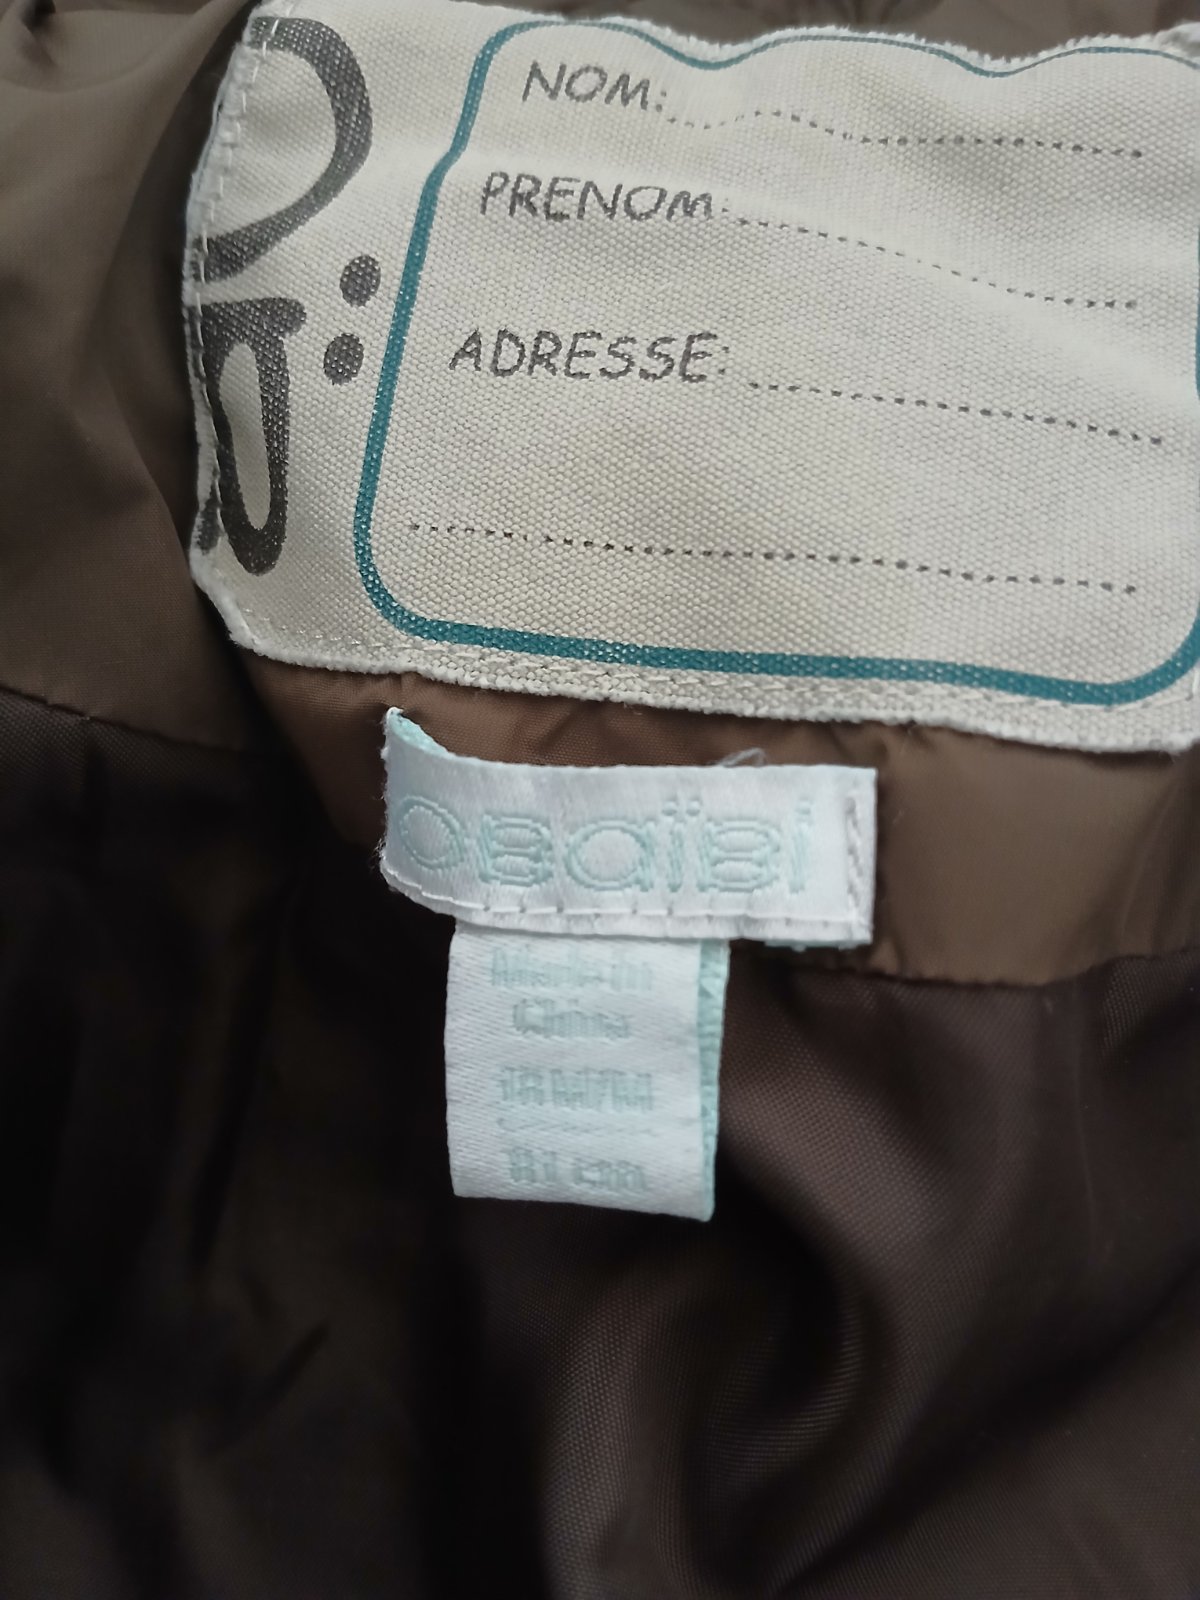 NOM:
PRENOM:
ADRESSE:
OBaïBi
Made in
China
18 M/M
81 cm